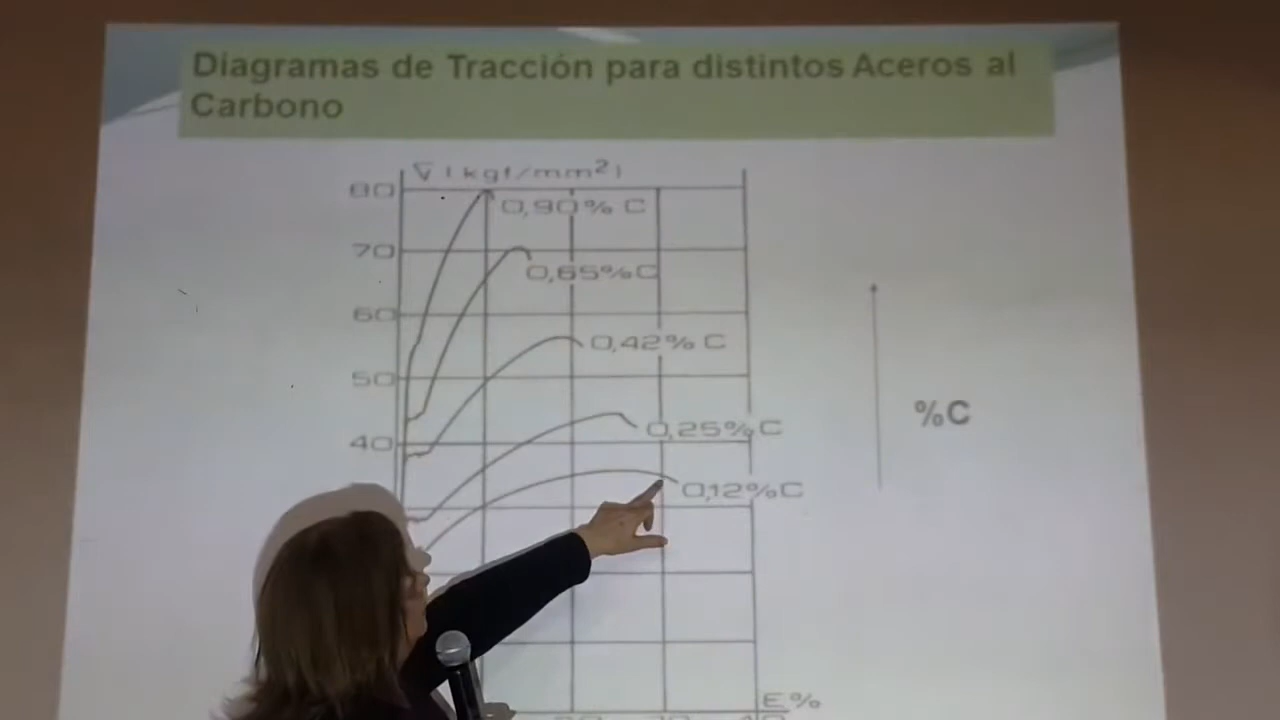 Diagramas de Tracción para distintos Aceros al
Carbono
(kgf/mm²)
80
0,90% C
70
0,65%C
60
0,42% C
50
0,25%C
%C
40
0,12%C
E%